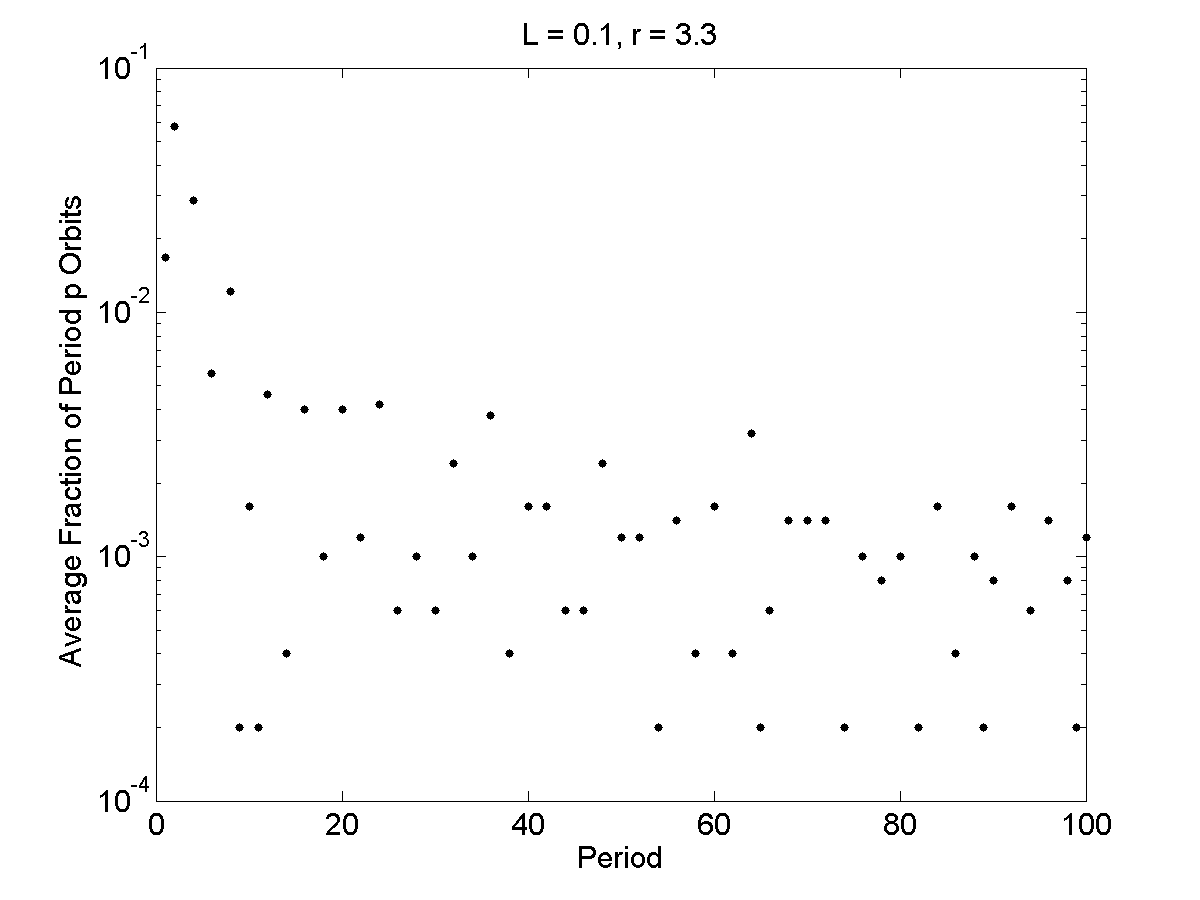 L = 0.1, r = 3.3
10^-1
10^-2
10^-3
10^-4
Average Fraction of Period p Orbits
0 20 40 60 80 100
Period